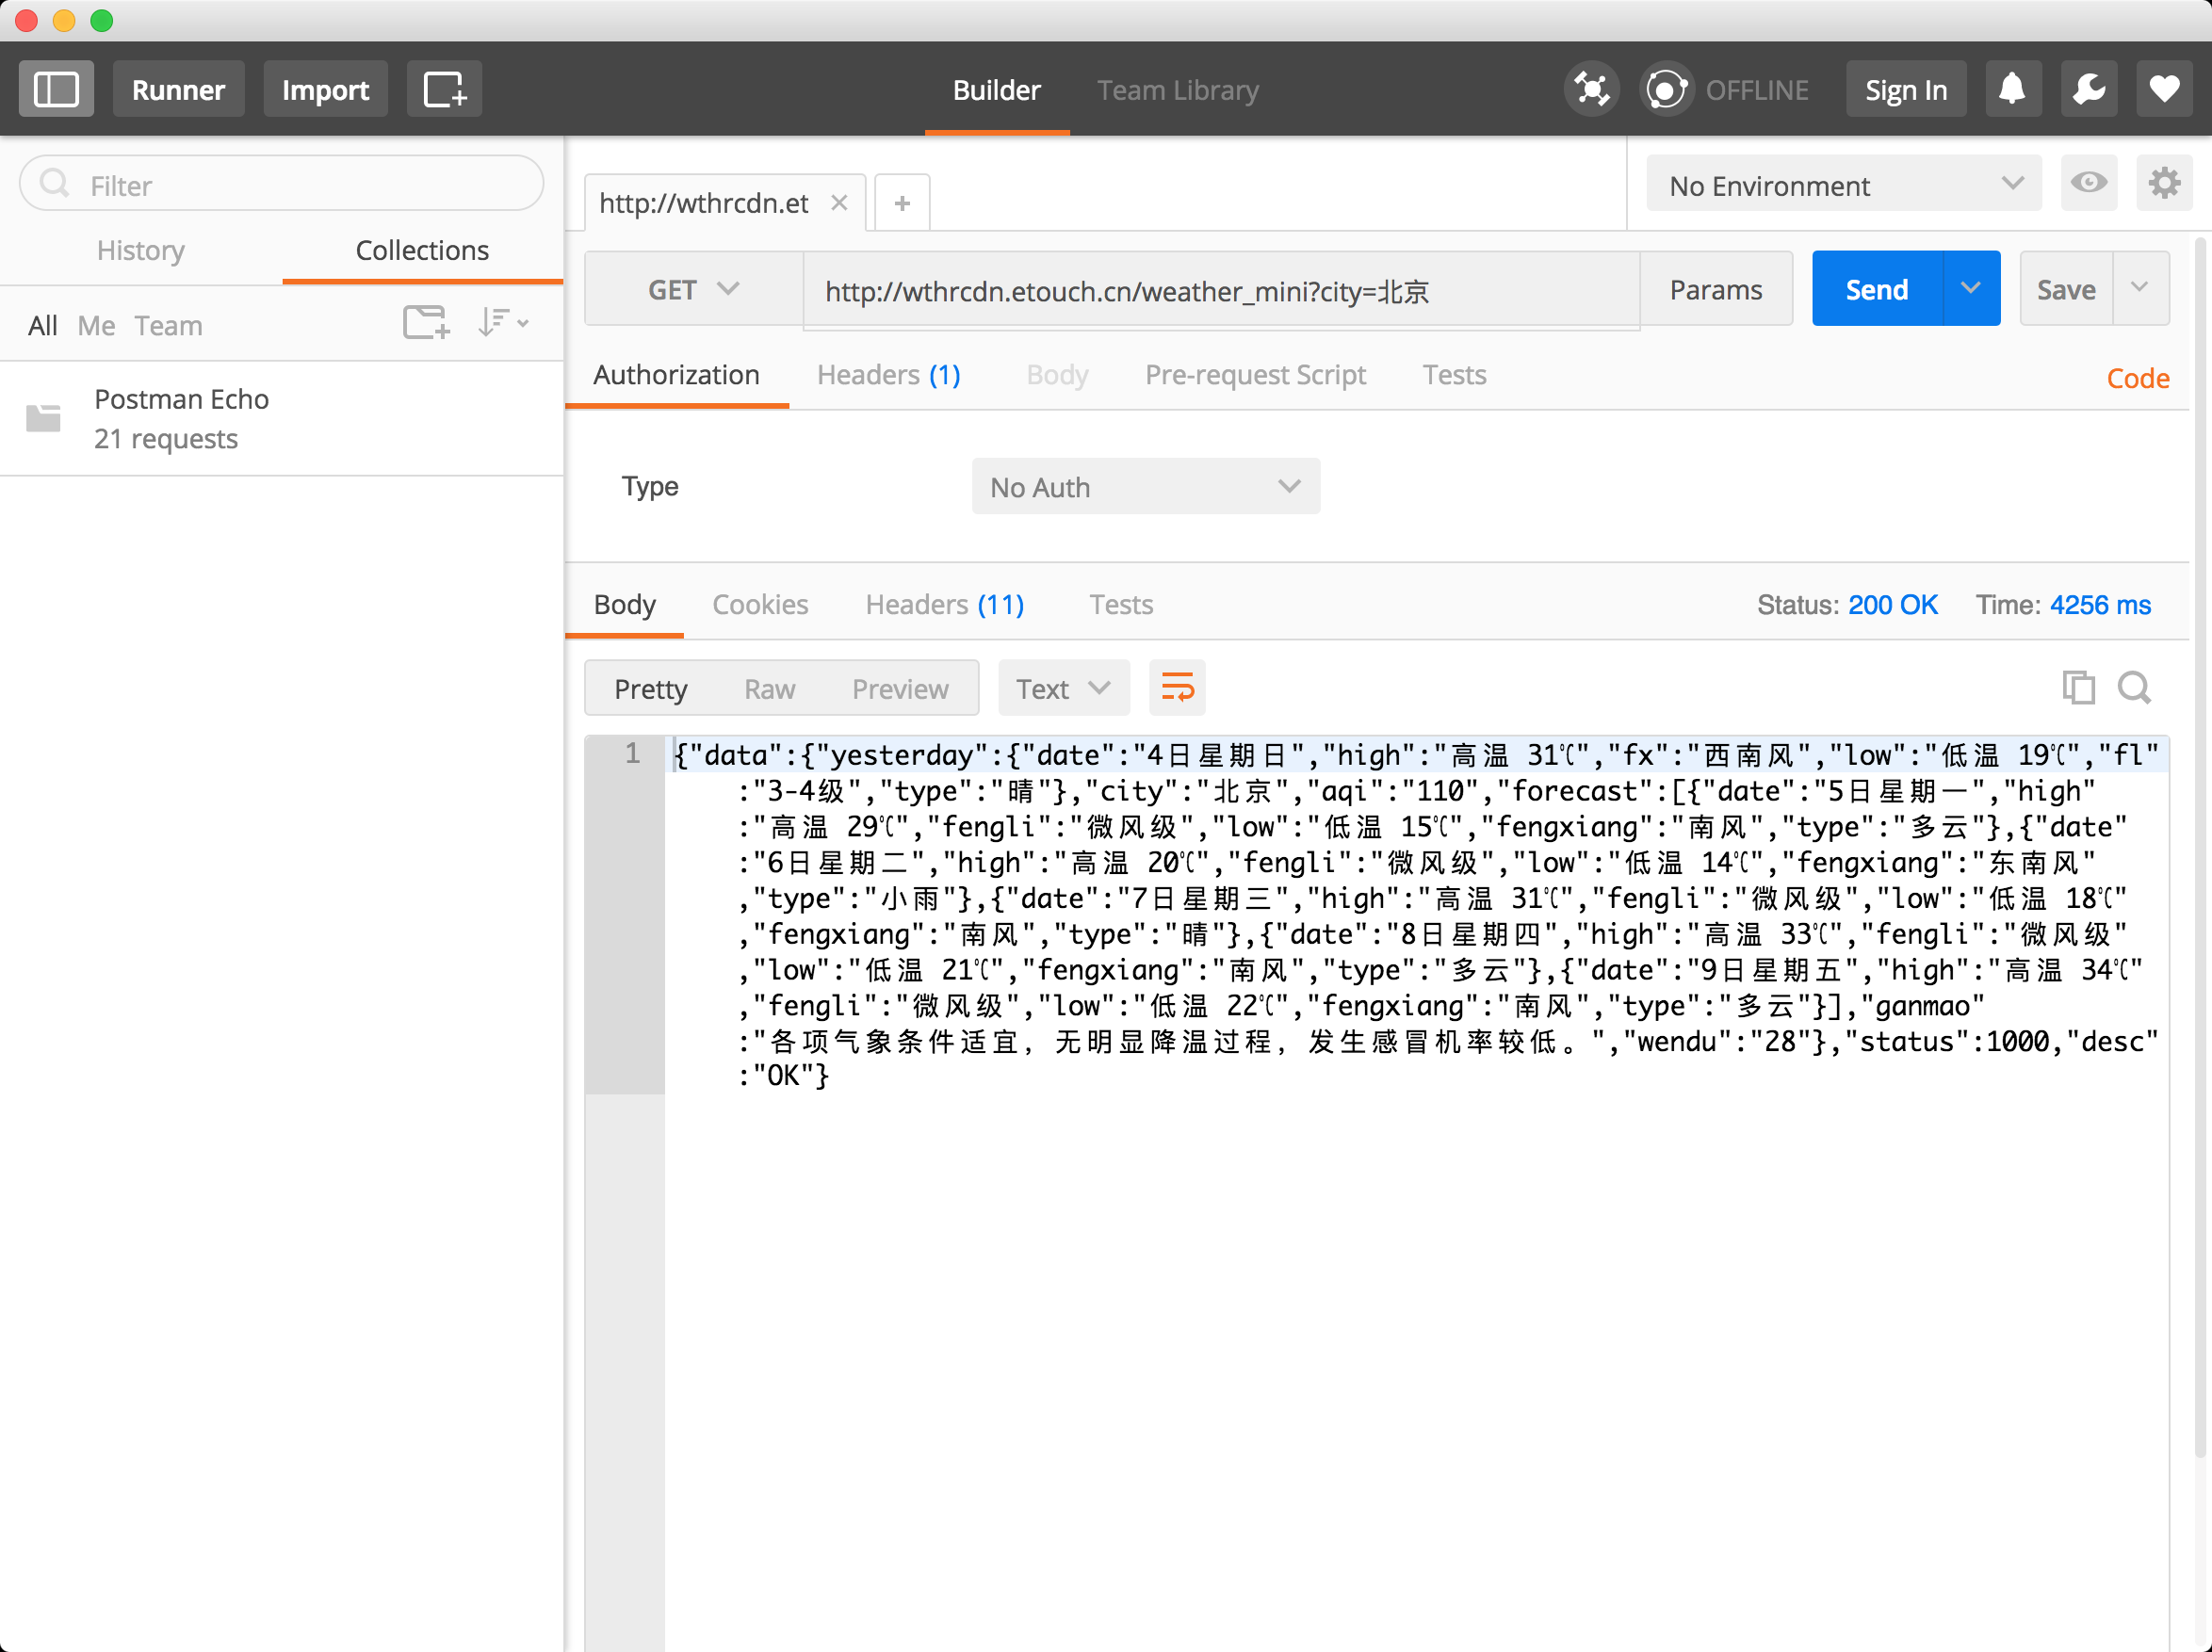 Runner Import Builder Team Library OFFLINE Sign In
Filter
History Collections
All Me Team
Postman Echo
21 requests
http://wthrcdn.et
No Environment
GET http://wthrcdn.etouch.cn/weather_mini?city=北京 Params Send Save
Authorization Headers (1) Body Pre-request Script Tests Code
Type No Auth
Body Cookies Headers (11) Tests Status: 200 OK Time: 4256 ms
Pretty Raw Preview Text
1 {"data":{"yesterday":{"date":"4日星期日","high":"高温 31℃","fx":"西南风","low":"低温 19℃","fl"
:"3-4级","type":"晴"},"city":"北京","aqi":"110","forecast":[{"date":"5日星期一","high"
:"高温 29℃","fengli":"微风级","low":"低温 15℃","fengxiang":"南风","type":"多云"},{"date"
:"6日星期二","high":"高温 20℃","fengli":"微风级","low":"低温 14℃","fengxiang":"东南风"
,"type":"小雨"},{"date":"7日星期三","high":"高温 31℃","fengli":"微风级","low":"低温 18℃"
,"fengxiang":"南风","type":"晴"},{"date":"8日星期四","high":"高温 33℃","fengli":"微风级"
,"low":"低温 21℃","fengxiang":"南风","type":"多云"},{"date":"9日星期五","high":"高温 34℃"
,"fengli":"微风级","low":"低温 22℃","fengxiang":"南风","type":"多云"}],"ganmao"
:"各项气象条件适宜，无明显降温过程，发生感冒机率较低。","wendu":"28"},"status":1000,"desc"
:"OK"}